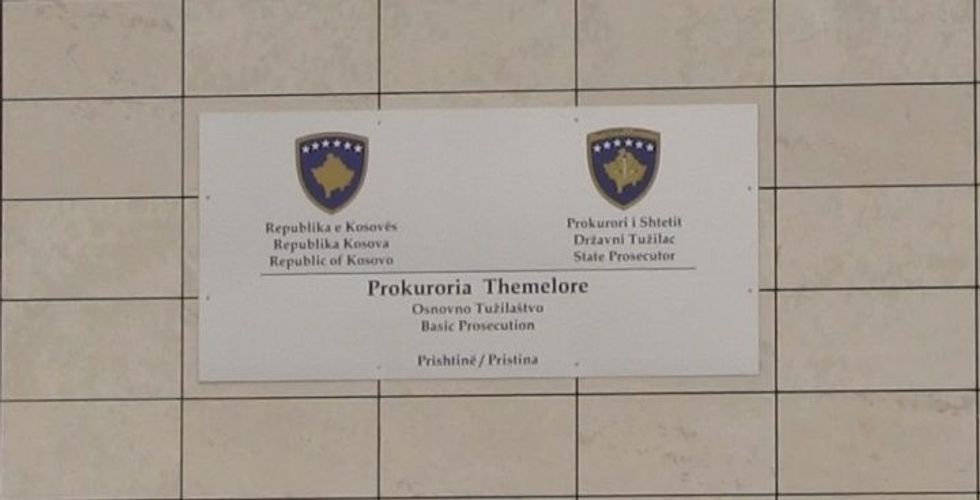 Republika e Kosovës
Republika Kosova
Republic of Kosovo
Prokurori i Shtetit
Državni Tužilac
State Prosecutor
Prokuroria Themelore
Osnovno Tužilaštvo
Basic Prosecution
Prishtinë / Pristina